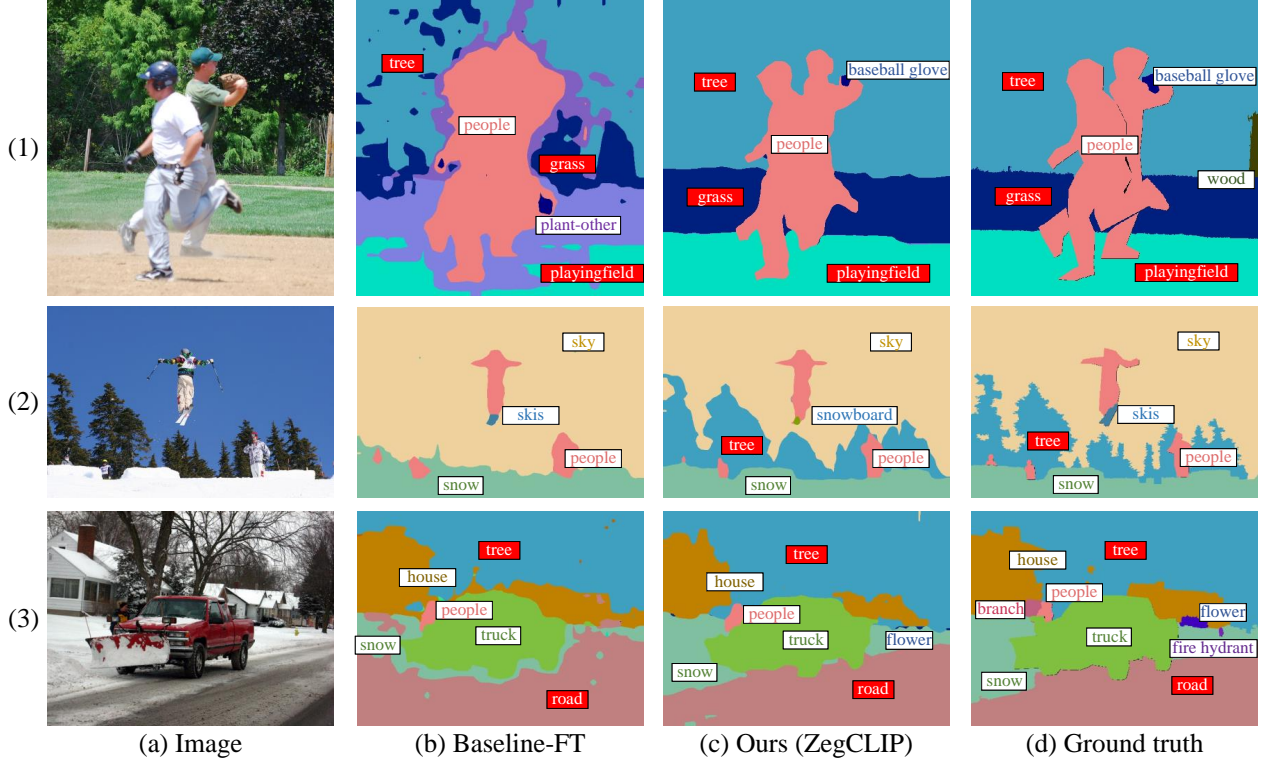 (1)
tree
people
grass
plant-other
playingfield
tree
baseball glove
people
grass
playingfield
tree
baseball glove
people
wood
grass
playingfield
(2)
sky
skis
people
snow
sky
snowboard
tree
people
snow
sky
skis
tree
people
snow
(3)
tree
house
people
truck
snow
road
tree
house
people
truck
flower
snow
road
tree
house
people
branch
flower
truck
fire hydrant
snow
road
(a) Image
(b) Baseline-FT
(c) Ours (ZegCLIP)
(d) Ground truth